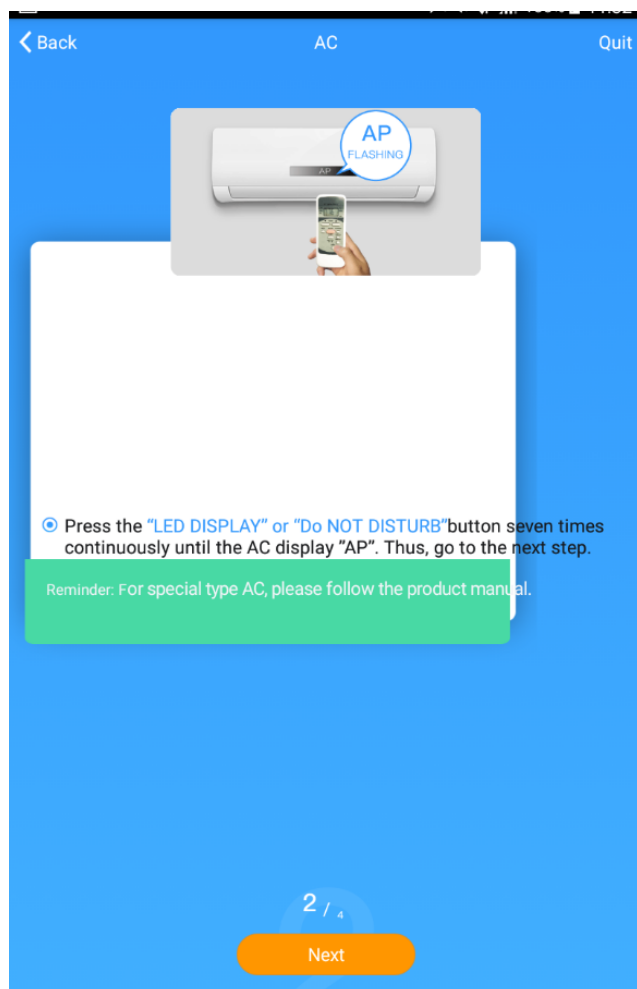 Back
AC
Quit
AP
FLASHING
AP
Press the “LED DISPLAY” or “Do NOT DISTURB”button seven times
continuously until the AC display “AP”. Thus, go to the next step.
Reminder: For special type AC, please follow the product manual.
2 / 4
Next